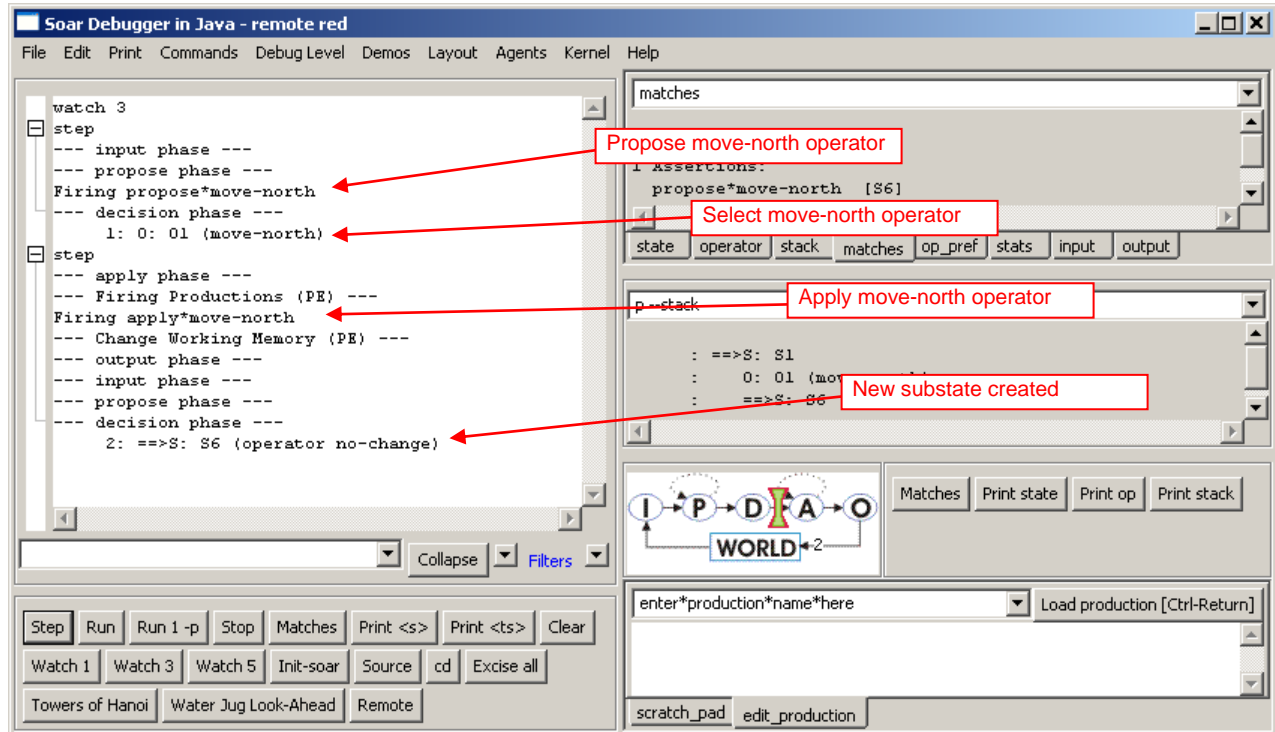 Soar Debugger in Java - remote red
File Edit Print Commands Debug Level Demos Layout Agents Kernel Help
watch 3
step
--- input phase ---
--- propose phase ---
Firing propose*move-north
--- decision phase ---
1: O: O1 (move-north)
step
--- apply phase ---
--- Firing Productions (PE) ---
Firing apply*move-north
--- Change Working Memory (PE) ---
--- output phase ---
--- input phase ---
--- propose phase ---
--- decision phase ---
2: ==>S: S6 (operator no-change)
Propose move-north operator
Select move-north operator
Apply move-north operator
New substate created
Collapse Filters
Step Run Run 1 -p Stop Matches Print <s> Print <ts> Clear
Watch 1 Watch 3 Watch 5 Init-soar Source cd Excise all
Towers of Hanoi Water Jug Look-Ahead Remote
matches
1 Assertions:
propose*move-north [S6]
state operator stack matches op_pref stats input output
p --stack
: ==>S: S1
: O: O1 (mov
: ==>S: S6
I P D A O
WORLD 2
Matches Print state Print op Print stack
enter*production*name*here Load production [Ctrl-Return]
scratch_pad edit_production